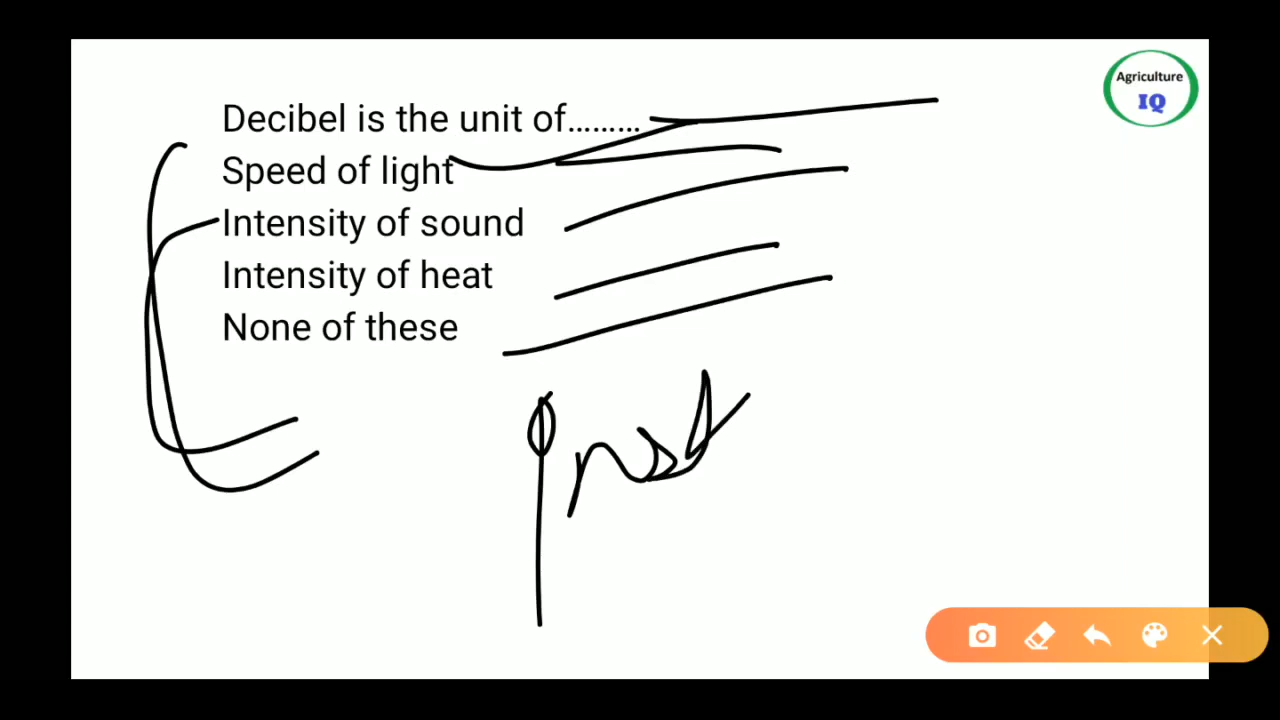 Agriculture
IQ
Decibel is the unit of.........
Speed of light
Intensity of sound
Intensity of heat
None of these